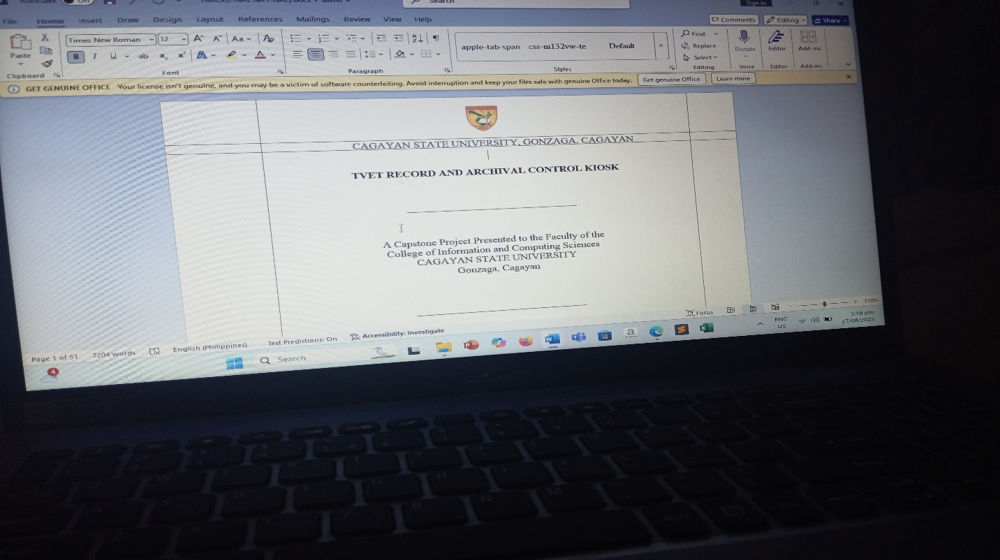 AutoSave On
Search
Sign in
File Home Insert Draw Design Layout References Mailings Review View Help
Comments Editing Share
Paste
Clipboard
Times New Roman 12
Aa
B I U ab
Font
Paragraph
apple-tab-span css-m132vw-te Default
Styles
Find
Replace
Select
Editing
Dictate
Voice
Editor
Editor
Add-ins
Add-ins
GET GENUINE OFFICE Your license isn't genuine, and you may be a victim of software counterfeiting. Avoid interruption and keep your files safe with genuine Office today. Get genuine Office Learn more
CAGAYAN STATE UNIVERSITY, GONZAGA, CAGAYAN
TVET RECORD AND ARCHIVAL CONTROL KIOSK
A Capstone Project Presented to the Faculty of the
College of Information and Computing Sciences
CAGAYAN STATE UNIVERSITY
Gonzaga, Cagayan
Page 1 of 51 7204 words English (Philippines) Text Predictions: On Accessibility: Investigate Focus 110%
4
Search
ENG
US
5:18 pm
27/08/2025